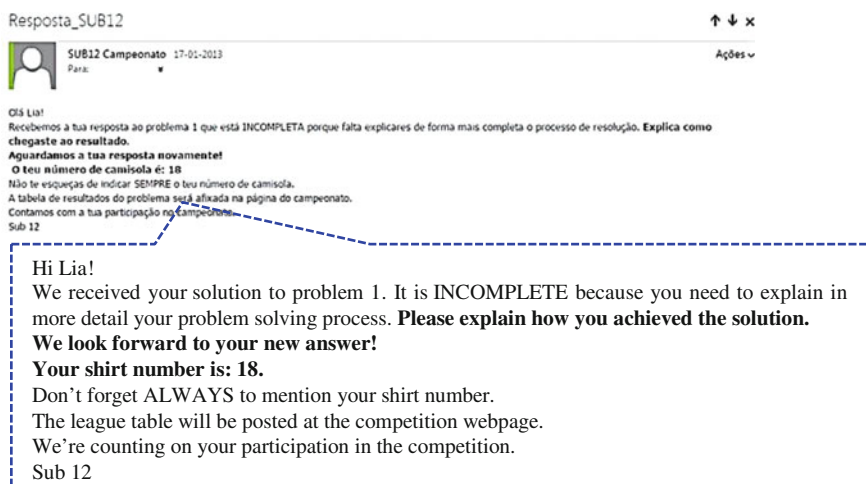 Resposta_SUB12
SUB12 Campeonato 17-01-2013
Ações
Para:
Olá Lia!
Recebemos a tua resposta ao problema 1 que está INCOMPLETA porque falta explicares de forma mais completa o processo de resolução. Explica como
chegaste ao resultado.
Aguardamos a tua resposta novamente!
O teu número de camisola é: 18
Não te esqueças de indicar SEMPRE o teu número de camisola.
A tabela de resultados do problema será afixada na página do campeonato.
Contamos com a tua participação no campeonato.
Sub 12
Hi Lia!
We received your solution to problem 1. It is INCOMPLETE because you need to explain in
more detail your problem solving process. Please explain how you achieved the solution.
We look forward to your new answer!
Your shirt number is: 18.
Don't forget ALWAYS to mention your shirt number.
The league table will be posted at the competition webpage.
We're counting on your participation in the competition.
Sub 12